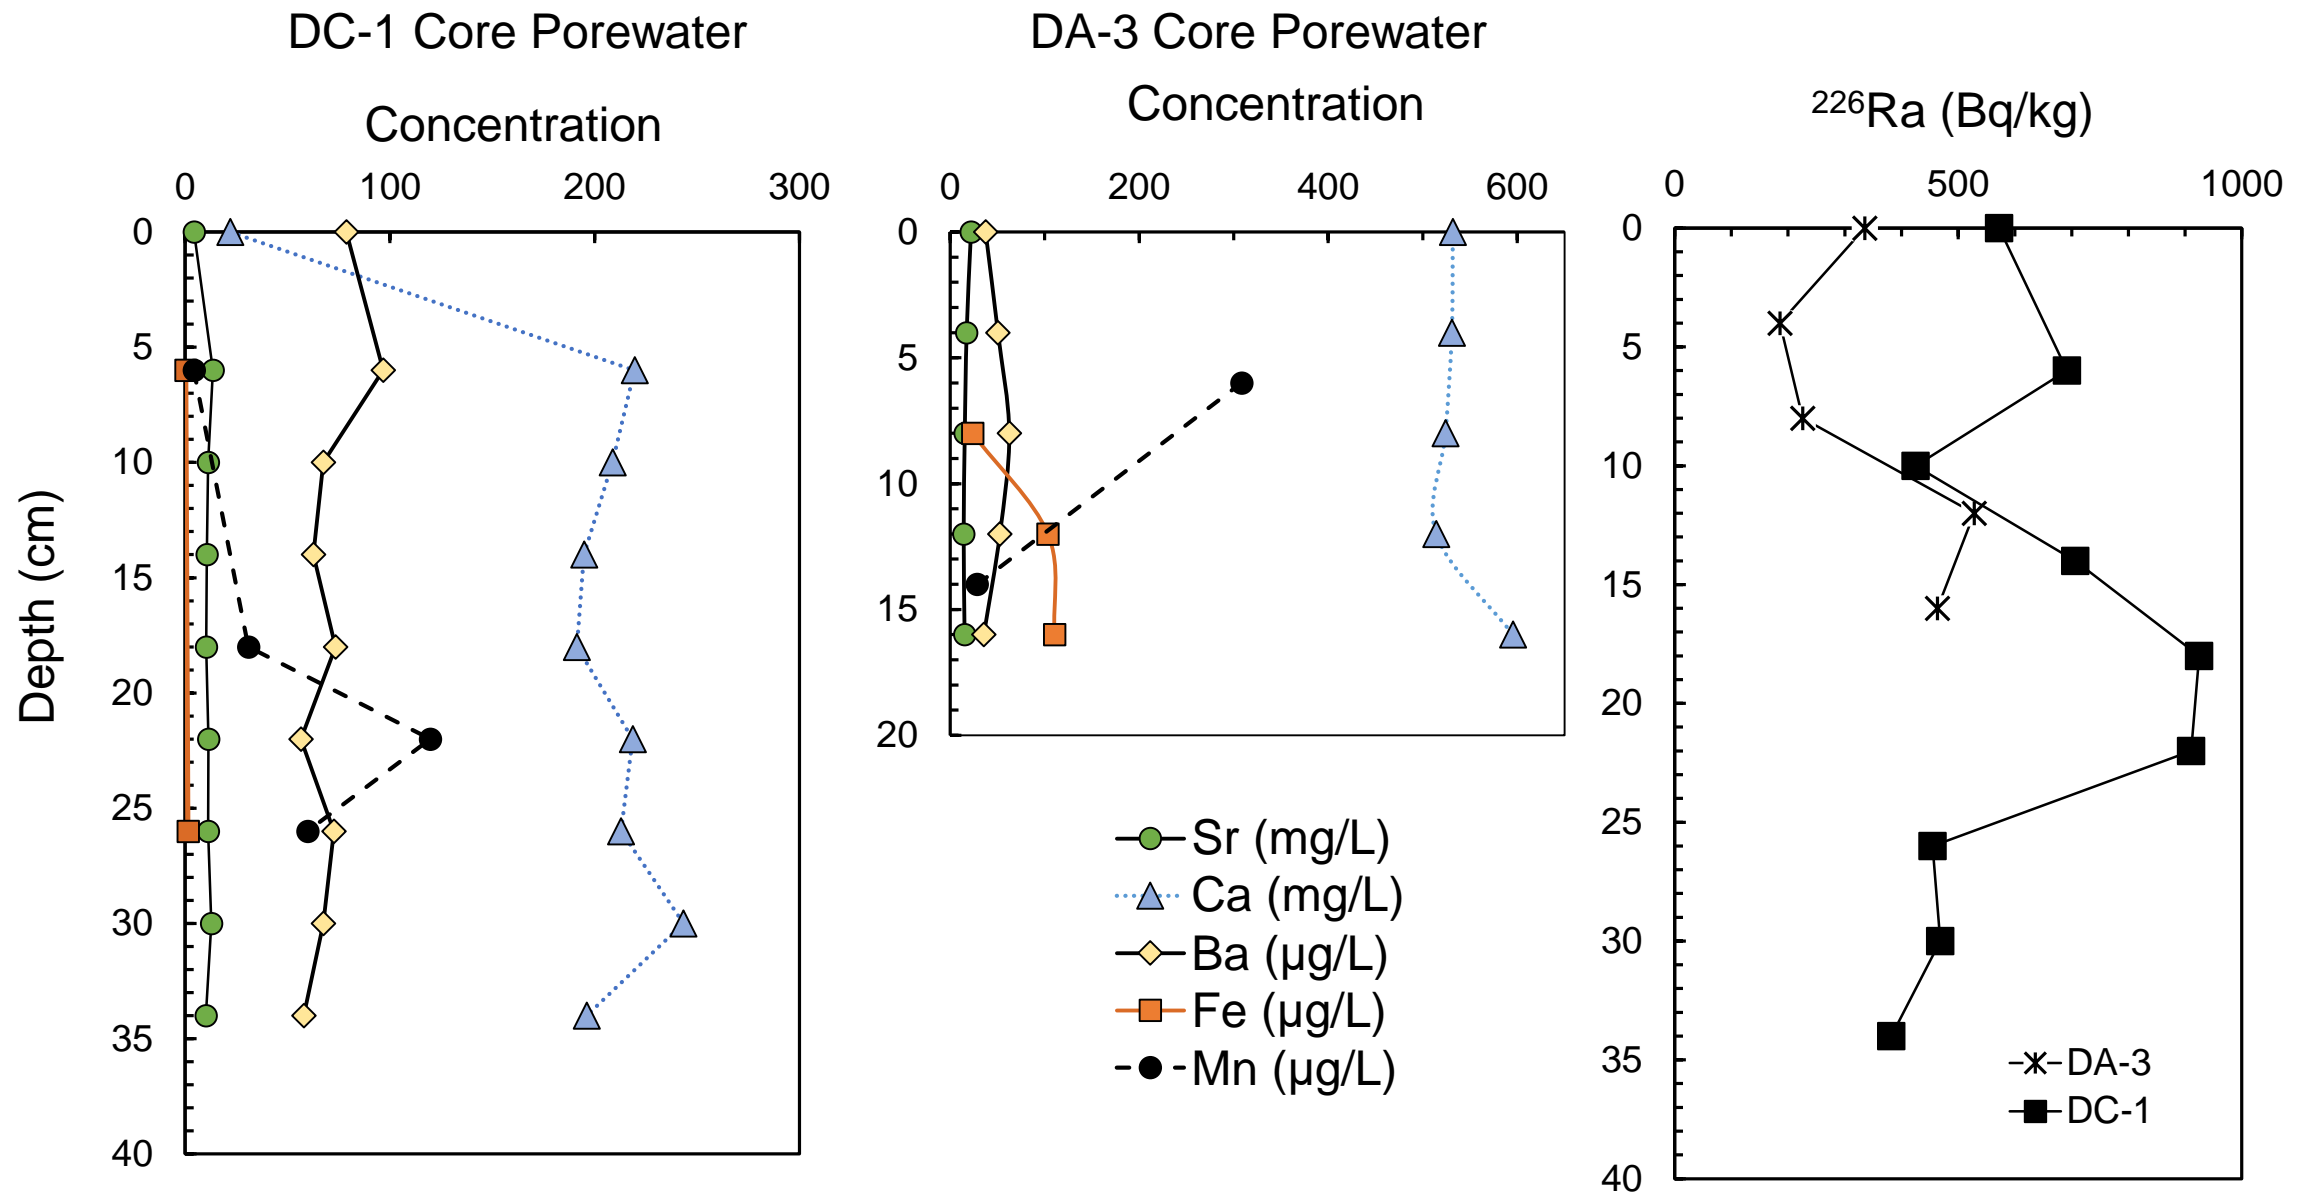 DC-1 Core Porewater
Concentration
0 100 200 300
0
5
10
15
20
25
30
35
40
Depth (cm)
DA-3 Core Porewater
Concentration
0 200 400 600
0
5
10
15
20
Sr (mg/L)
Ca (mg/L)
Ba (µg/L)
Fe (µg/L)
Mn (µg/L)
²²⁶Ra (Bq/kg)
0 500 1000
0
5
10
15
20
25
30
35
40
DA-3
DC-1